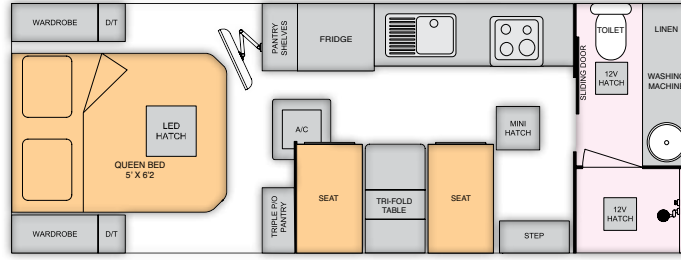 WARDROBE
D/T
PANTRY
SHELVES
FRIDGE
SLIDING DOOR
TOILET
LINEN
12V
HATCH
WASHING
MACHINE
LED
HATCH
A/C
MINI
HATCH
QUEEN BED
5' X 6'2
TRIPLE P/O
PANTRY
SEAT
TRI-FOLD
TABLE
SEAT
12V
HATCH
WARDROBE
D/T
STEP